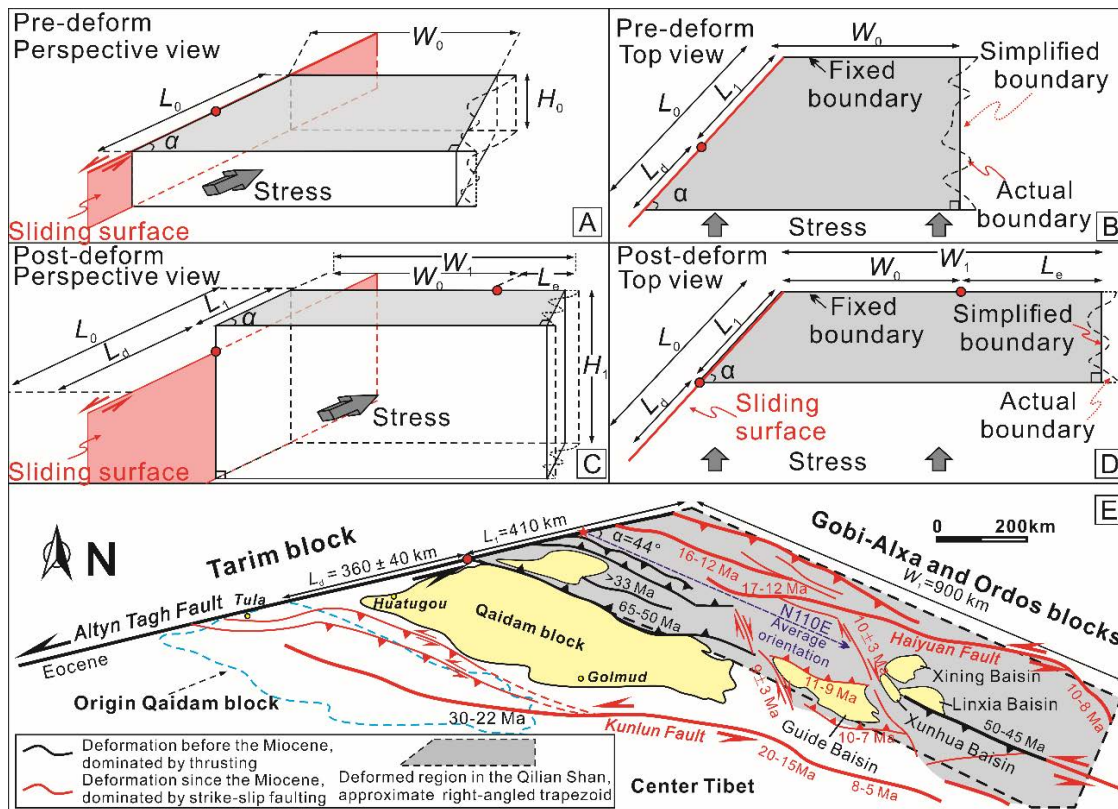 Pre-deform
Perspective view
W₀
L₀
H₀
α
Stress
Sliding surface
A
Pre-deform
Top view
W₀
Simplified
boundary
Fixed
boundary
L₀
L₁
L_d
α
Stress
Actual
boundary
B
Post-deform
Perspective view
W₁
W₀
L_e
L₁
L₀
L_d
α
H₁
Stress
Sliding surface
C
Post-deform
Top view
W₁
W₀
L_e
Fixed
boundary
Simplified
boundary
L₀
L₁
L_d
α
Sliding
surface
Stress
Actual
boundary
D
E
N
0 200km
Tarim block
Gobi-Alxa and Ordos blocks
W₁=900 km
L₁=410 km
L_d = 360 ± 40 km
α=44°
16-12 Ma
17-12 Ma
>33 Ma
65-50 Ma
N110E
Average
orientation
10±3 Ma
Haiyuan Fault
Altyn Tagh Fault
Tula
Huatugou
Qaidam block
Eocene
Golmud
9±3 Ma
11-9 Ma
Xining Baisin
Linxia Baisin
10-8 Ma
Origin Qaidam block
30-22 Ma
Kunlun Fault
Guide Baisin
10-7 Ma
Xunhua Baisin
50-45 Ma
20-15Ma
8-5 Ma
Center Tibet
Deformation before the Miocene,
dominated by thrusting
Deformation since the Miocene,
dominated by strike-slip faulting
Deformed region in the Qilian Shan,
approximate right-angled trapezoid